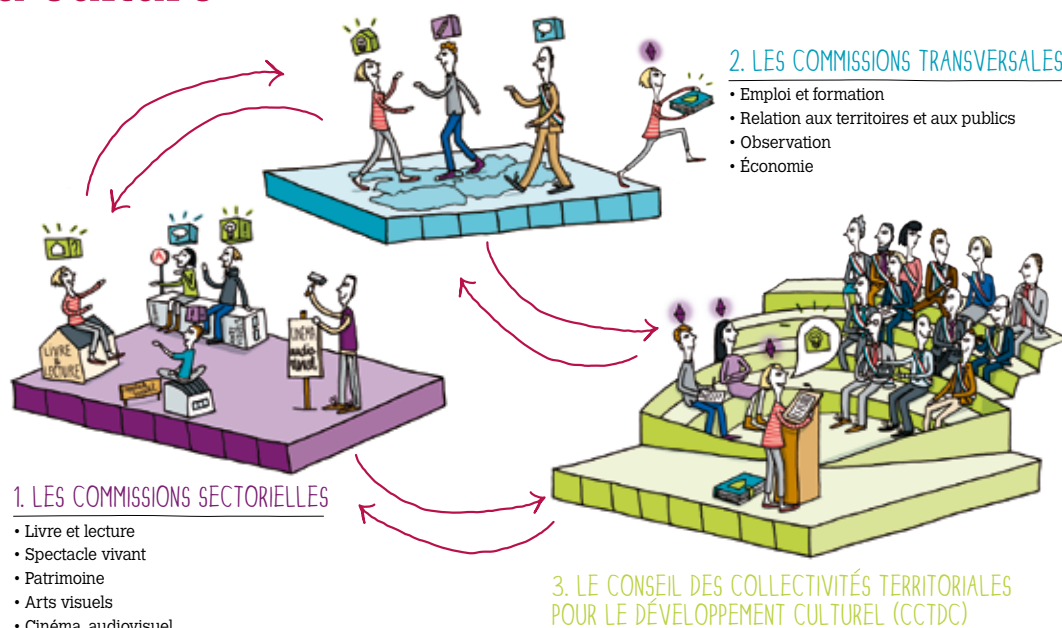 2. LES COMMISSIONS TRANSVERSALES
• Emploi et formation
• Relation aux territoires et aux publics
• Observation
• Économie
LIVRE
&
LECTURE
CINÉMA
1. LES COMMISSIONS SECTORIELLES
• Livre et lecture
• Spectacle vivant
• Patrimoine
• Arts visuels
• Cinéma, audiovisuel
3. LE CONSEIL DES COLLECTIVITÉS TERRITORIALES
POUR LE DÉVELOPPEMENT CULTUREL (CCTDC)